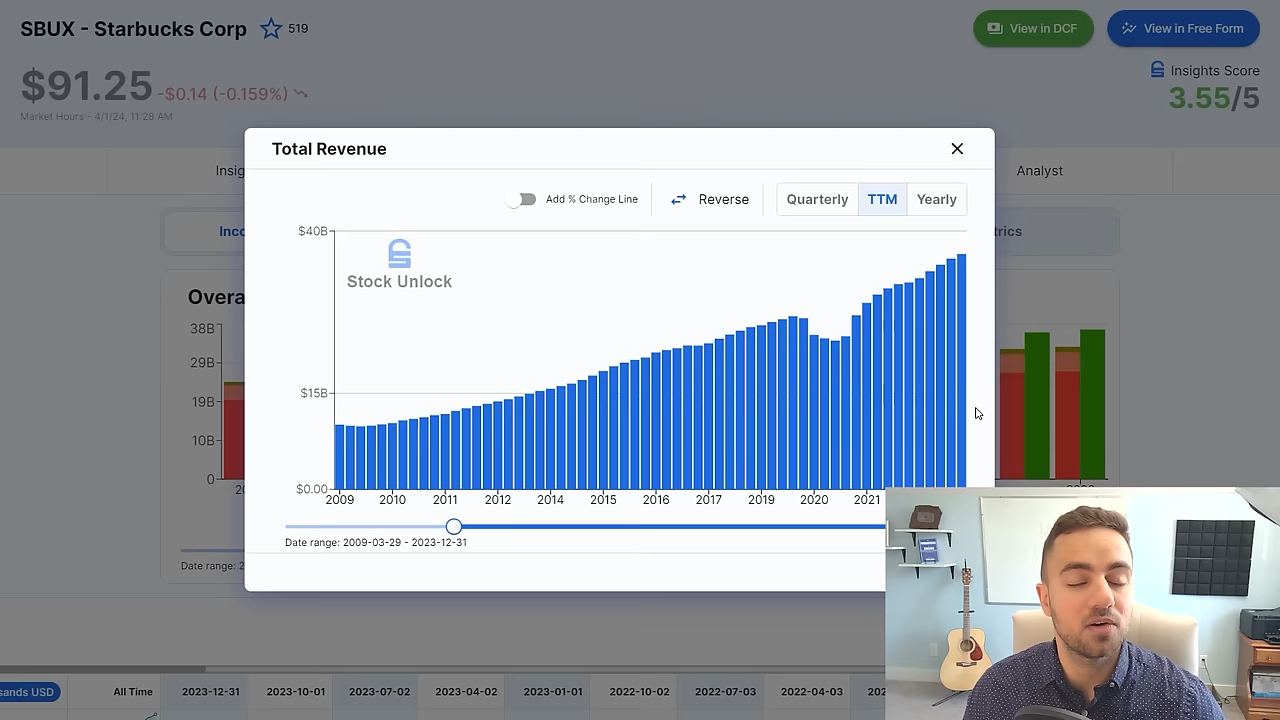 SBUX - Starbucks Corp 519
View in DCF
View in Free Form
$91.25 -$0.14 (-0.159%)
Market Hours - 4/1/24, 11:28 AM
Insights Score
3.55/5
Total Revenue
Insig
Analyst
Add % Change Line
Reverse
Quarterly
TTM
Yearly
Inco
trics
$40B
Stock Unlock
Overa
38B
29B
19B
10B
0
$15B
$0.00
2009 2010 2011 2012 2014 2015 2016 2017 2019 2020 2021
20
Date range: 2009-03-29 - 2023-12-31
Date range: 2
sands USD
All Time
2023-12-31
2023-10-01
2023-07-02
2023-04-02
2023-01-01
2022-10-02
2022-07-03
2022-04-03
202